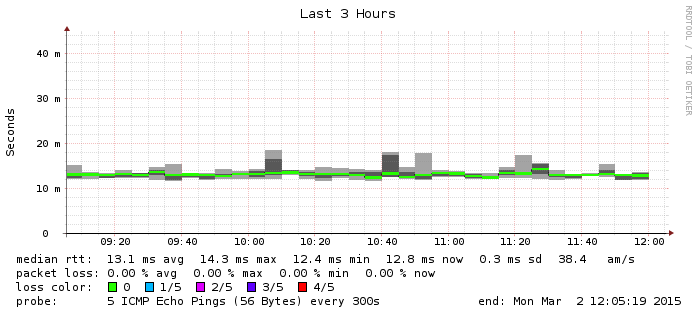 Last 3 Hours
RRDTOOL / TOBI OETIKER
Seconds
40 m
30 m
20 m
10 m
0
09:20 09:40 10:00 10:20 10:40 11:00 11:20 11:40 12:00
median rtt: 13.1 ms avg 14.3 ms max 12.4 ms min 12.8 ms now 0.3 ms sd 38.4 am/s
packet loss: 0.00 % avg 0.00 % max 0.00 % min 0.00 % now
loss color: 0 1/5 2/5 3/5 4/5
probe: 5 ICMP Echo Pings (56 Bytes) every 300s end: Mon Mar 2 12:05:19 2015